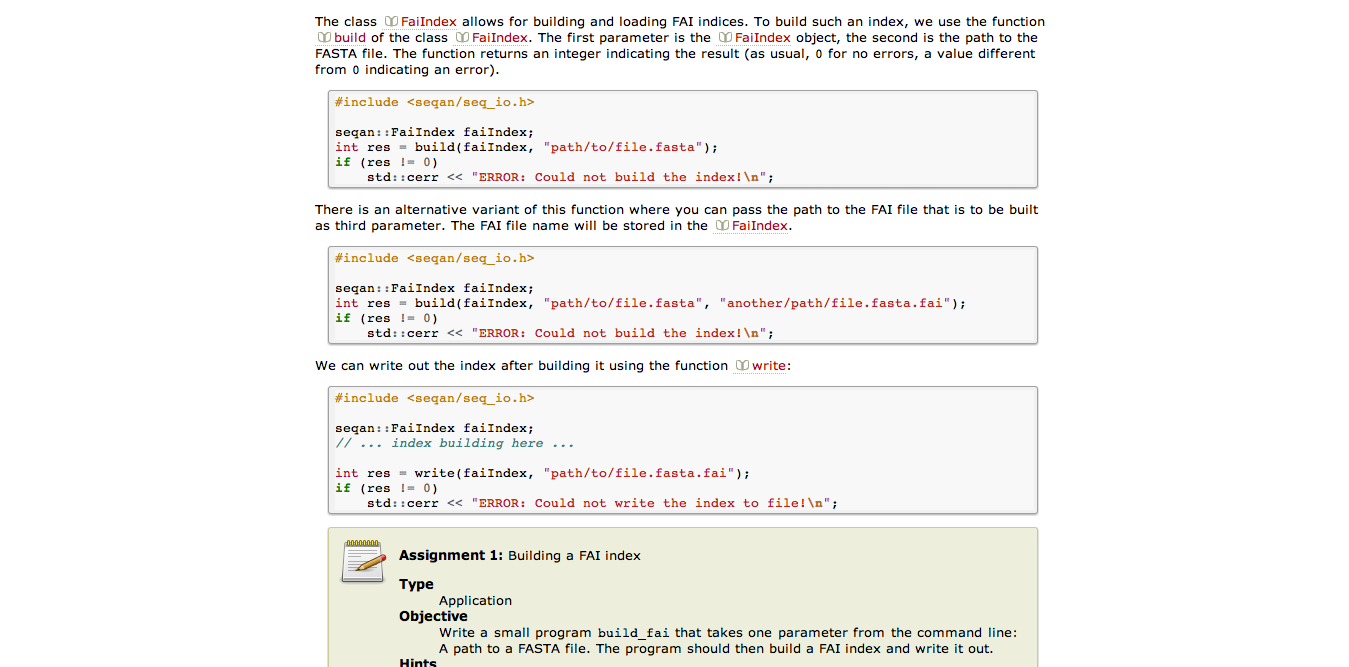 The class FaiIndex allows for building and loading FAI indices. To build such an index, we use the function
build of the class FaiIndex. The first parameter is the FaiIndex object, the second is the path to the
FASTA file. The function returns an integer indicating the result (as usual, 0 for no errors, a value different
from 0 indicating an error).
#include <seqan/seq_io.h>
seqan::FaiIndex faiIndex;
int res = build(faiIndex, "path/to/file.fasta");
if (res != 0)
    std::cerr << "ERROR: Could not build the index!\n";
There is an alternative variant of this function where you can pass the path to the FAI file that is to be built
as third parameter. The FAI file name will be stored in the FaiIndex.
#include <seqan/seq_io.h>
seqan::FaiIndex faiIndex;
int res = build(faiIndex, "path/to/file.fasta", "another/path/file.fasta.fai");
if (res != 0)
    std::cerr << "ERROR: Could not build the index!\n";
We can write out the index after building it using the function write:
#include <seqan/seq_io.h>
seqan::FaiIndex faiIndex;
// ... index building here ...
int res = write(faiIndex, "path/to/file.fasta.fai");
if (res != 0)
    std::cerr << "ERROR: Could not write the index to file!\n";
Assignment 1: Building a FAI index
Type
Application
Objective
Write a small program build_fai that takes one parameter from the command line:
A path to a FASTA file. The program should then build a FAI index and write it out.
Hints